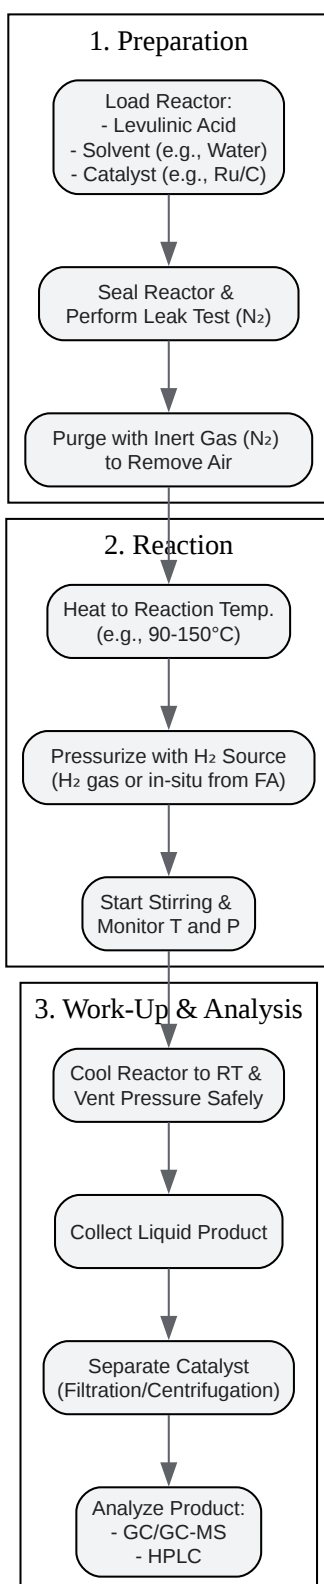 1. Preparation
Load Reactor:
- Levulinic Acid
- Solvent (e.g., Water)
- Catalyst (e.g., Ru/C)
Seal Reactor &
Perform Leak Test (N₂)
Purge with Inert Gas (N₂)
to Remove Air
2. Reaction
Heat to Reaction Temp.
(e.g., 90-150°C)
Pressurize with H₂ Source
(H₂ gas or in-situ from FA)
Start Stirring &
Monitor T and P
3. Work-Up & Analysis
Cool Reactor to RT &
Vent Pressure Safely
Collect Liquid Product
Separate Catalyst
(Filtration/Centrifugation)
Analyze Product:
- GC/GC-MS
- HPLC